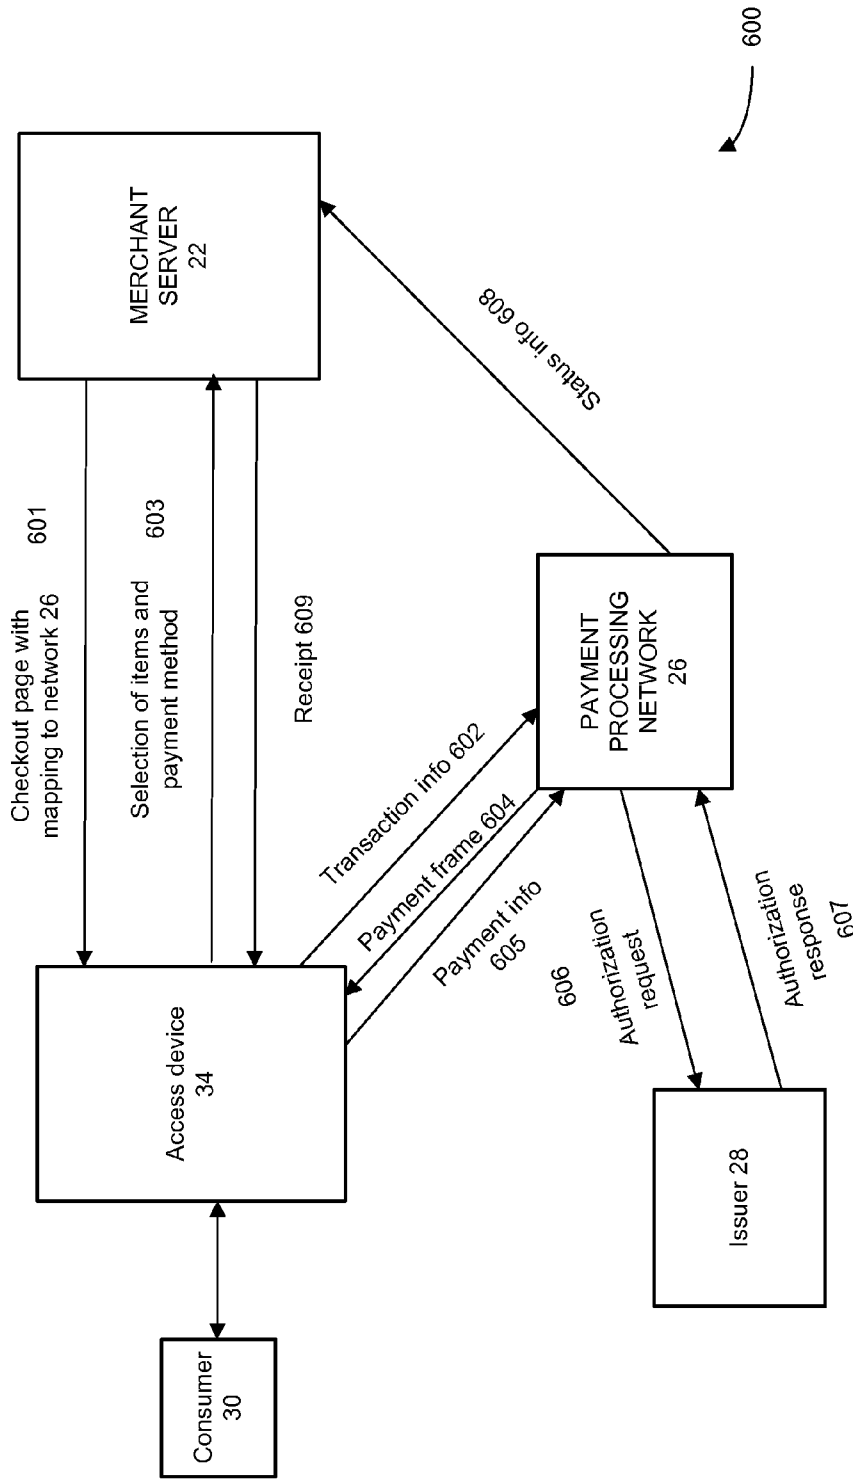 600
MERCHANT
SERVER
22
601
Checkout page with
mapping to network 26
603
Selection of items and
payment method
Receipt 609
Status info 608
Transaction info 602
Payment frame 604
Payment info
605
PAYMENT
PROCESSING
NETWORK
26
606
Authorization
request
Authorization
response
607
Access device
34
Consumer
30
Issuer 28